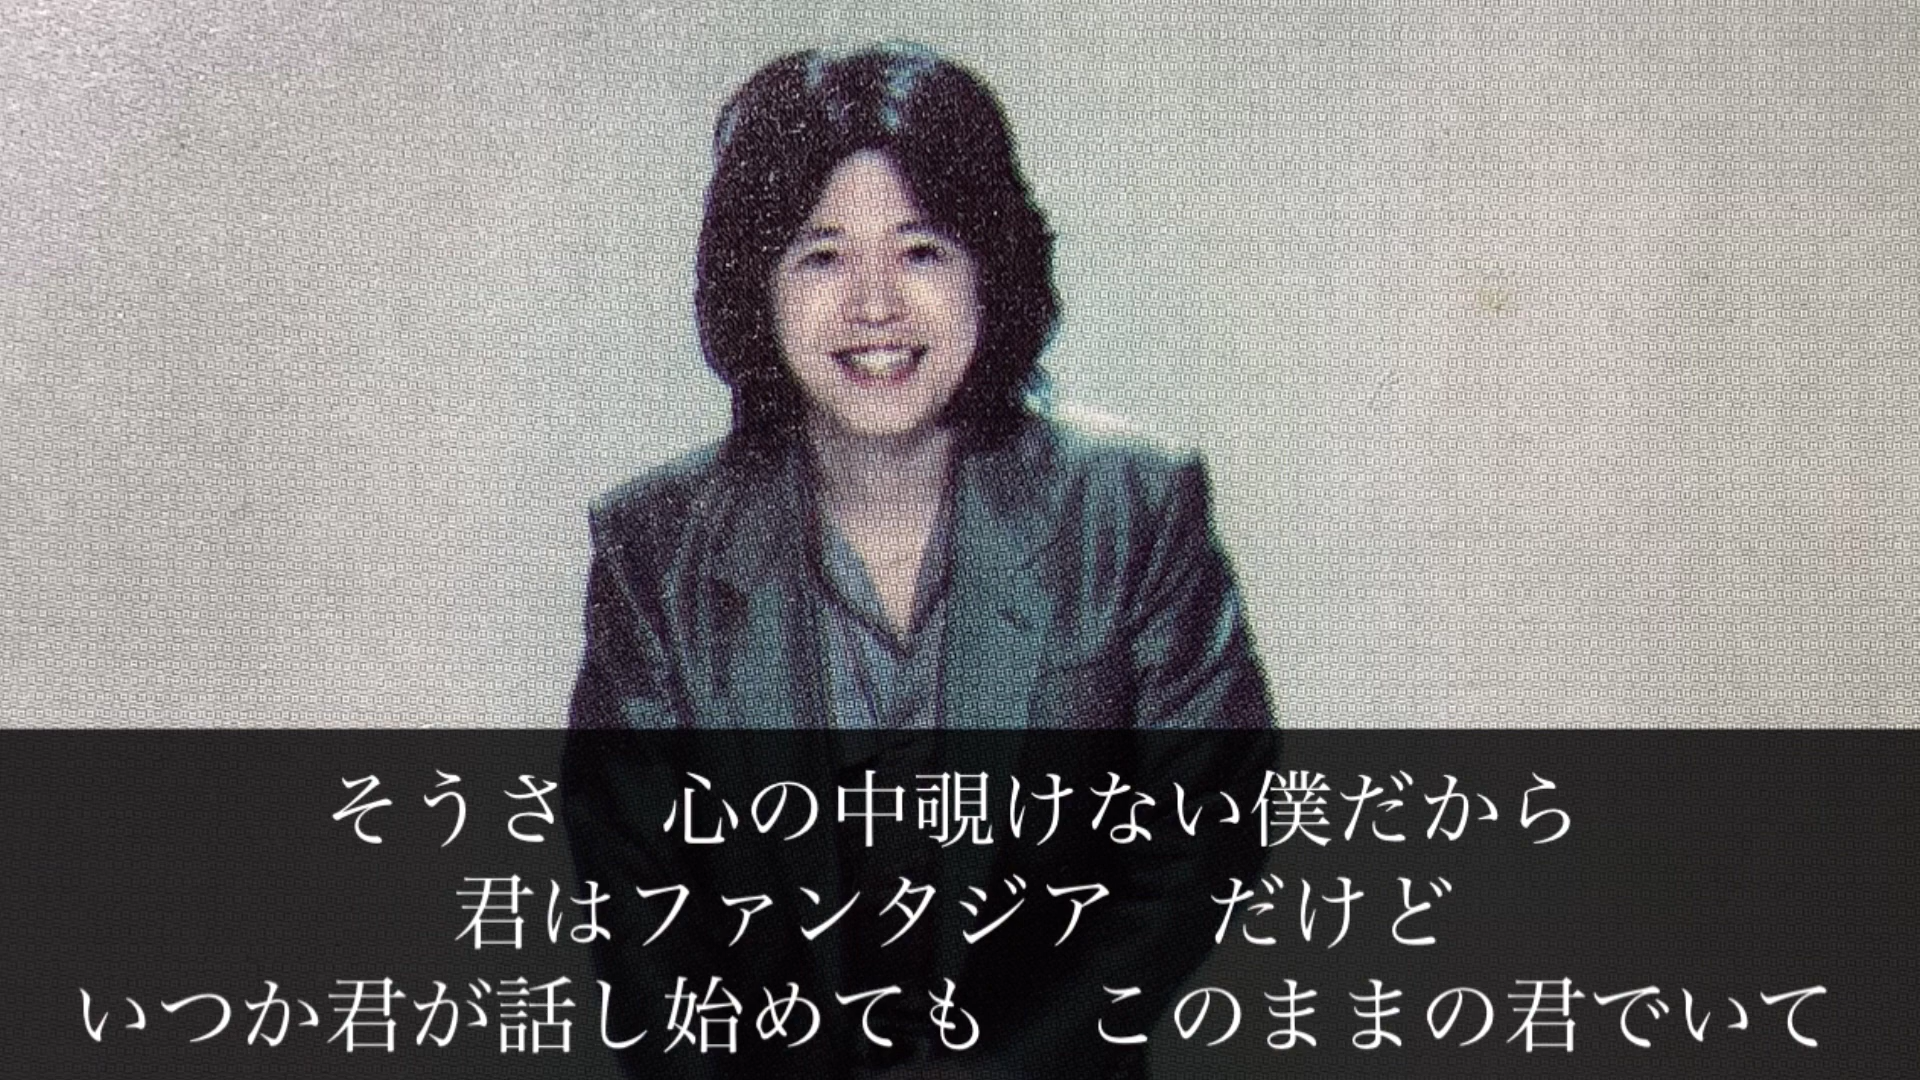 そうさ　心の中覗けない僕だから
君はファンタジア　だけど
いつか君が話し始めても　このままの君でいて